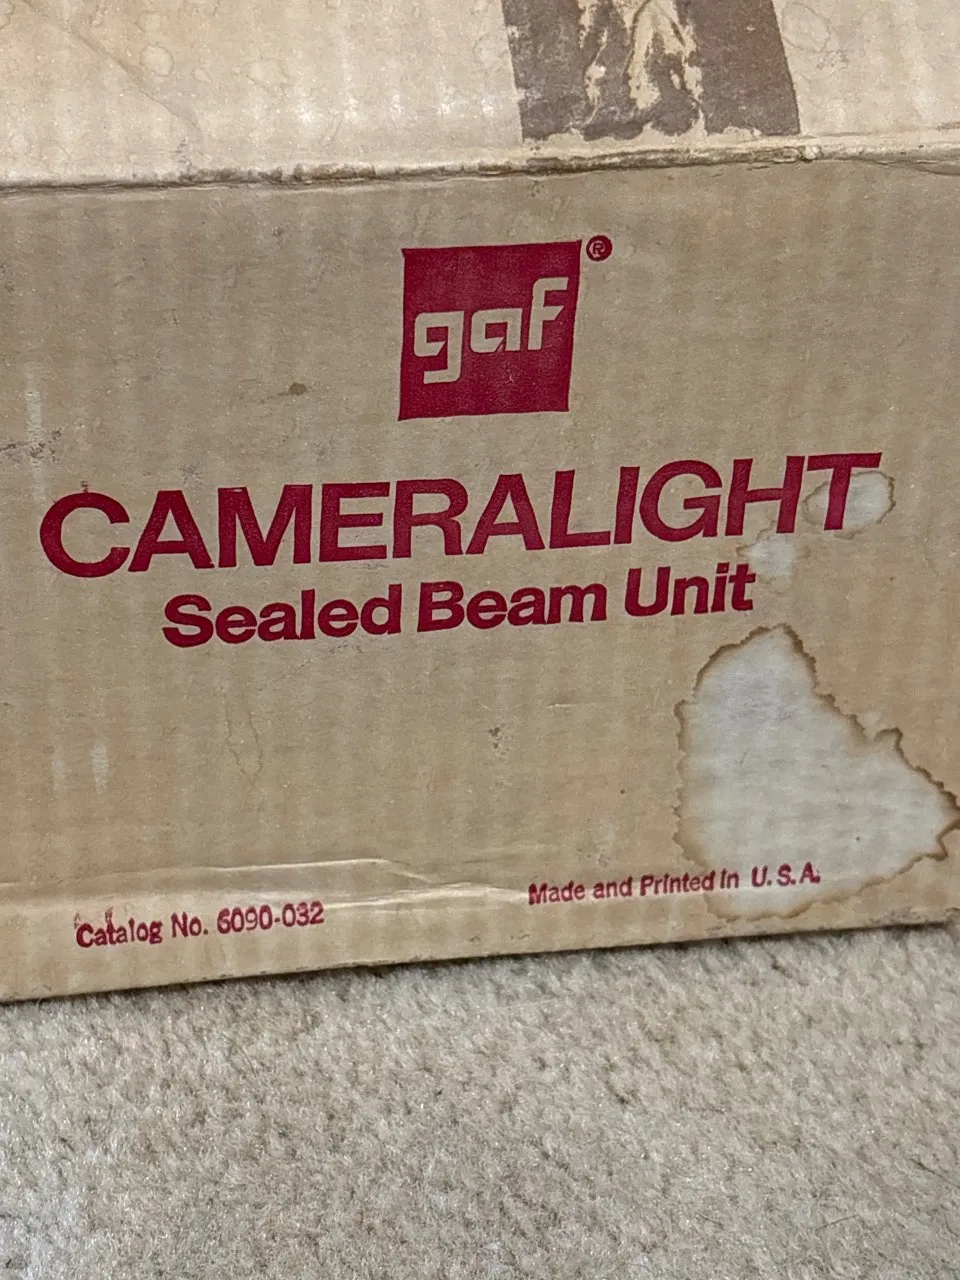 gaf®
CAMERALIGHT
Sealed Beam Unit
Catalog No. 6090-032
Made and Printed in U.S.A.